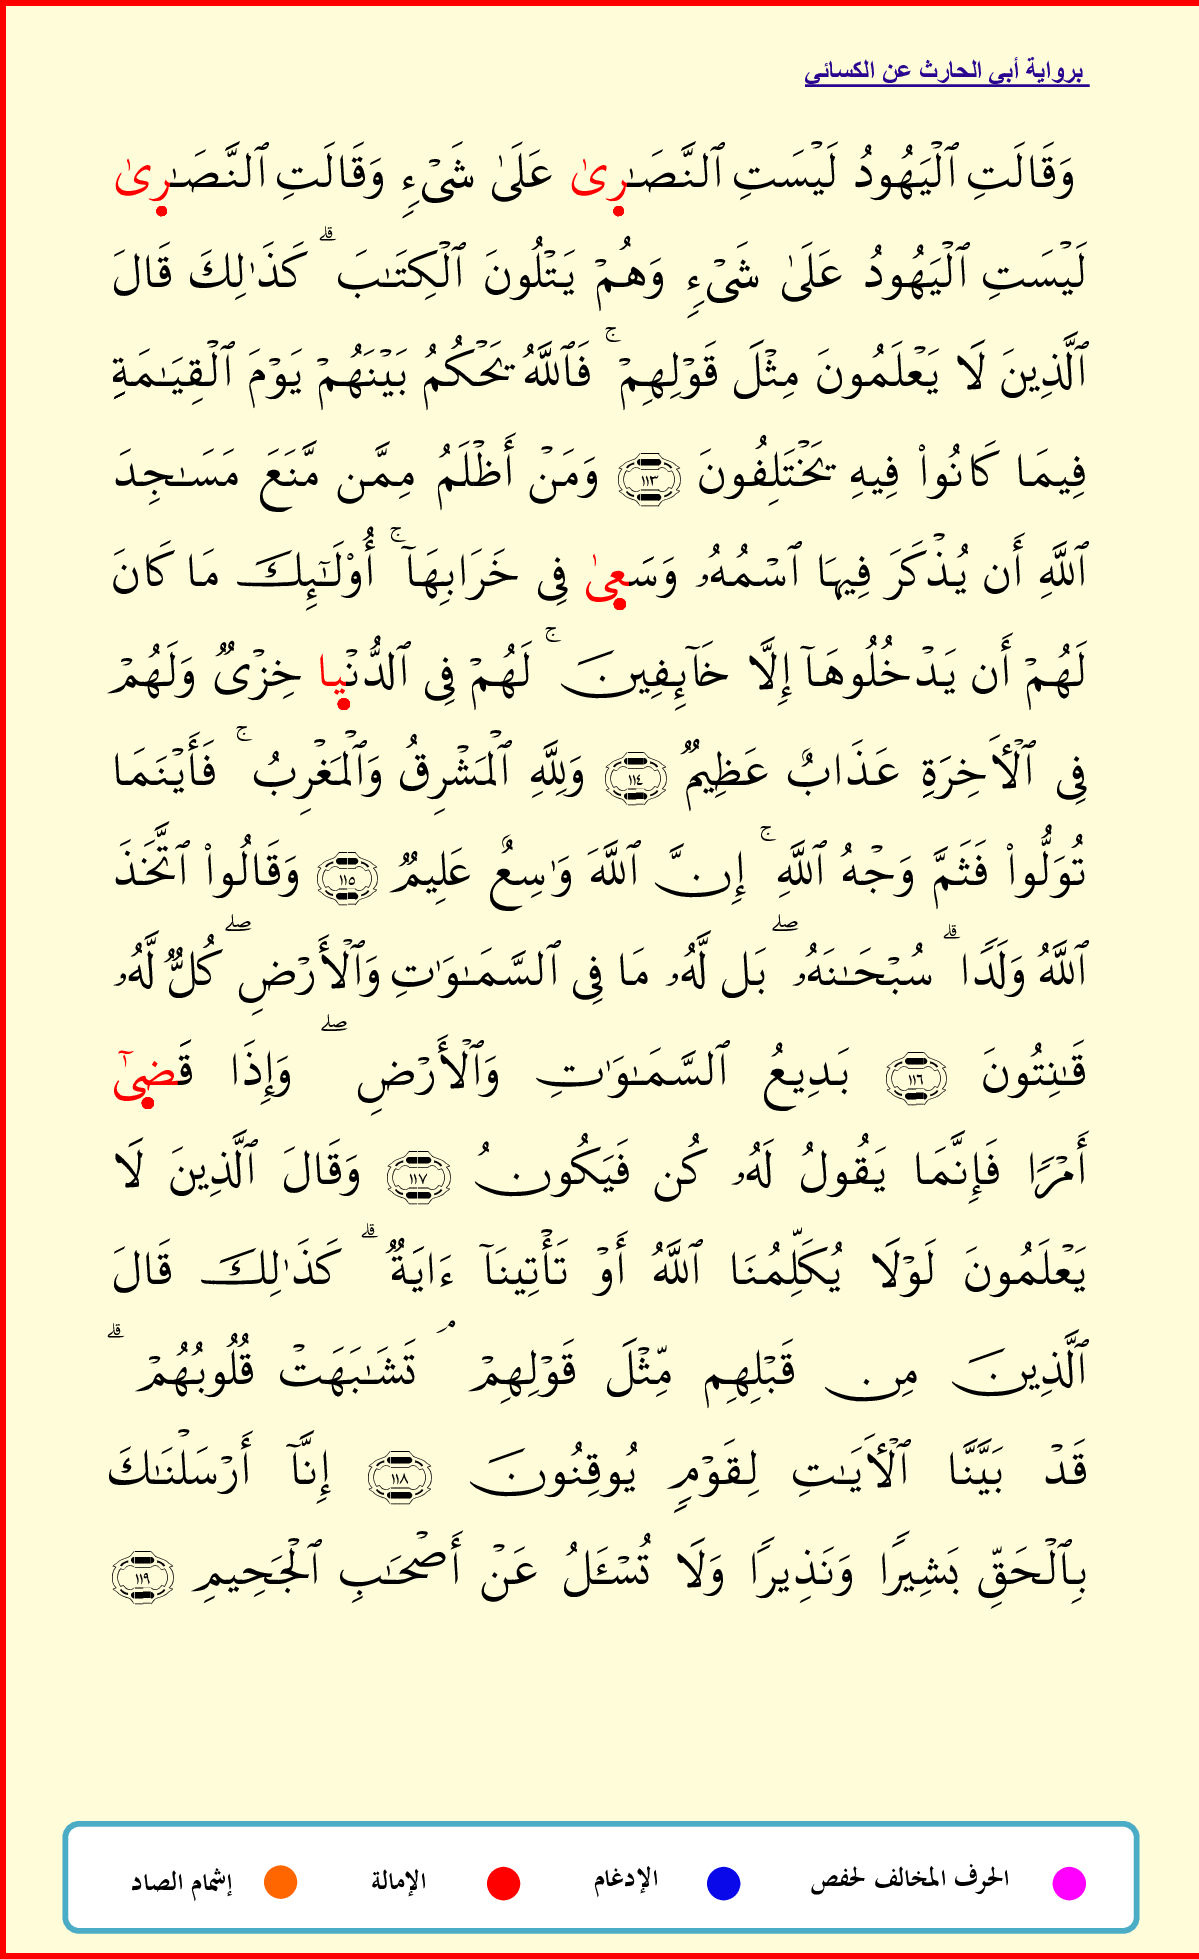 برواية أبي الحارث عن الكسائي
وَقَالَتِ ٱلۡيَهُودُ لَيۡسَتِ ٱلنَّصَٰرِىٰ عَلَىٰ شَىۡءٖ وَقَالَتِ ٱلنَّصَٰرِىٰ
لَيۡسَتِ ٱلۡيَهُودُ عَلَىٰ شَىۡءٖ وَهُمۡ يَتۡلُونَ ٱلۡكِتَٰبَۗ كَذَٰلِكَ قَالَ
ٱلَّذِينَ لَا يَعۡلَمُونَ مِثۡلَ قَوۡلِهِمۡۚ فَٱللَّهُ يَحۡكُمُ بَيۡنَهُمۡ يَوۡمَ ٱلۡقِيَٰمَةِ
فِيمَا كَانُواْ فِيهِ يَخۡتَلِفُونَ ١١٣ وَمَنۡ أَظۡلَمُ مِمَّن مَّنَعَ مَسَٰجِدَ
ٱللَّهِ أَن يُذۡكَرَ فِيهَا ٱسۡمُهُۥ وَسَعِىٰ فِى خَرَابِهَآۚ أُوْلَٰٓئِكَ مَا كَانَ
لَهُمۡ أَن يَدۡخُلُوهَآ إِلَّا خَآئِفِينَۚ لَهُمۡ فِى ٱلدُّنۡيِا خِزۡىٞ وَلَهُمۡ
فِى ٱلۡأٓخِرَةِ عَذَابٌ عَظِيمٞ ١١٤ وَلِلَّهِ ٱلۡمَشۡرِقُ وَٱلۡمَغۡرِبُۚ فَأَيۡنَمَا
تُوَلُّواْ فَثَمَّ وَجۡهُ ٱللَّهِۚ إِنَّ ٱللَّهَ وَٰسِعٌ عَلِيمٞ ١١٥ وَقَالُواْ ٱتَّخَذَ
ٱللَّهُ وَلَدٗاۗ سُبۡحَٰنَهُۥۖ بَل لَّهُۥ مَا فِى ٱلسَّمَٰوَٰتِ وَٱلۡأَرۡضِۖ كُلّٞ لَّهُۥ
قَٰنِتُونَ ١١٦ بَدِيعُ ٱلسَّمَٰوَٰتِ وَٱلۡأَرۡضِۖ وَإِذَا قَضِىٰٓ
أَمۡرٗا فَإِنَّمَا يَقُولُ لَهُۥ كُن فَيَكُونُ ١١٧ وَقَالَ ٱلَّذِينَ لَا
يَعۡلَمُونَ لَوۡلَا يُكَلِّمُنَا ٱللَّهُ أَوۡ تَأۡتِينَآ ءَايَةٞۗ كَذَٰلِكَ قَالَ
ٱلَّذِينَ مِن قَبۡلِهِم مِّثۡلَ قَوۡلِهِمۡۘ تَشَٰبَهَتۡ قُلُوبُهُمۡۗ
قَدۡ بَيَّنَّا ٱلۡأٓيَٰتِ لِقَوۡمٖ يُوقِنُونَ ١١٨ إِنَّآ أَرۡسَلۡنَٰكَ
بِٱلۡحَقِّ بَشِيرٗا وَنَذِيرٗا وَلَا تُسۡـَٔلُ عَنۡ أَصۡحَٰبِ ٱلۡجَحِيمِ ١١٩
الحرف المخالف لحفص الإدغام الإمالة إشمام الصاد